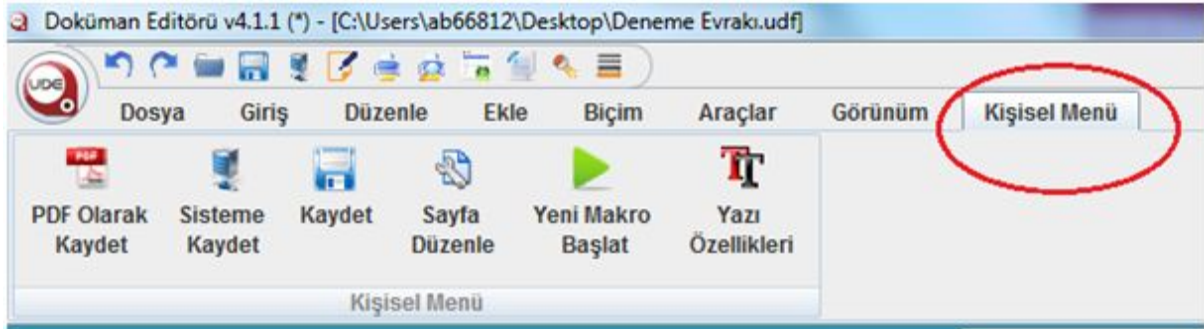 Doküman Editörü v4.1.1 (*) - [C:\Users\ab66812\Desktop\Deneme Evrakı.udf]
UDE
Dosya Giriş Düzenle Ekle Biçim Araçlar Görünüm Kişisel Menü
PDF
PDF Olarak Sisteme Kaydet Sayfa Yeni Makro Yazı
Kaydet Kaydet Düzenle Başlat Özellikleri
Kişisel Menü